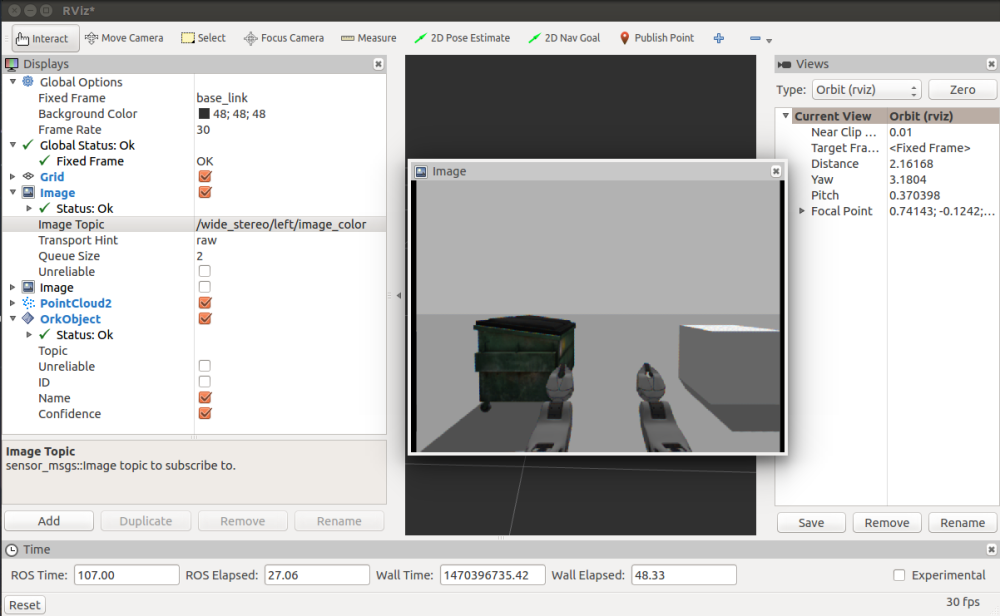 RViz*
Interact Move Camera Select Focus Camera Measure 2D Pose Estimate 2D Nav Goal Publish Point
Displays
Global Options
Fixed Frame base_link
Background Color 48; 48; 48
Frame Rate 30
Global Status: Ok
Fixed Frame OK
Grid
Image
Status: Ok
Image Topic /wide_stereo/left/image_color
Transport Hint raw
Queue Size 2
Unreliable
Image
PointCloud2
OrkObject
Status: Ok
Topic
Unreliable
ID
Name
Confidence
Image Topic
sensor_msgs::Image topic to subscribe to.
Add Duplicate Remove Rename
Image
Views
Type: Orbit (rviz) Zero
Current View Orbit (rviz)
Near Clip ... 0.01
Target Fra... <Fixed Frame>
Distance 2.16168
Yaw 3.1804
Pitch 0.370398
Focal Point 0.74143; -0.1242;...
Save Remove Rename
Time
ROS Time: 107.00 ROS Elapsed: 27.06 Wall Time: 1470396735.42 Wall Elapsed: 48.33 Experimental
Reset 30 fps